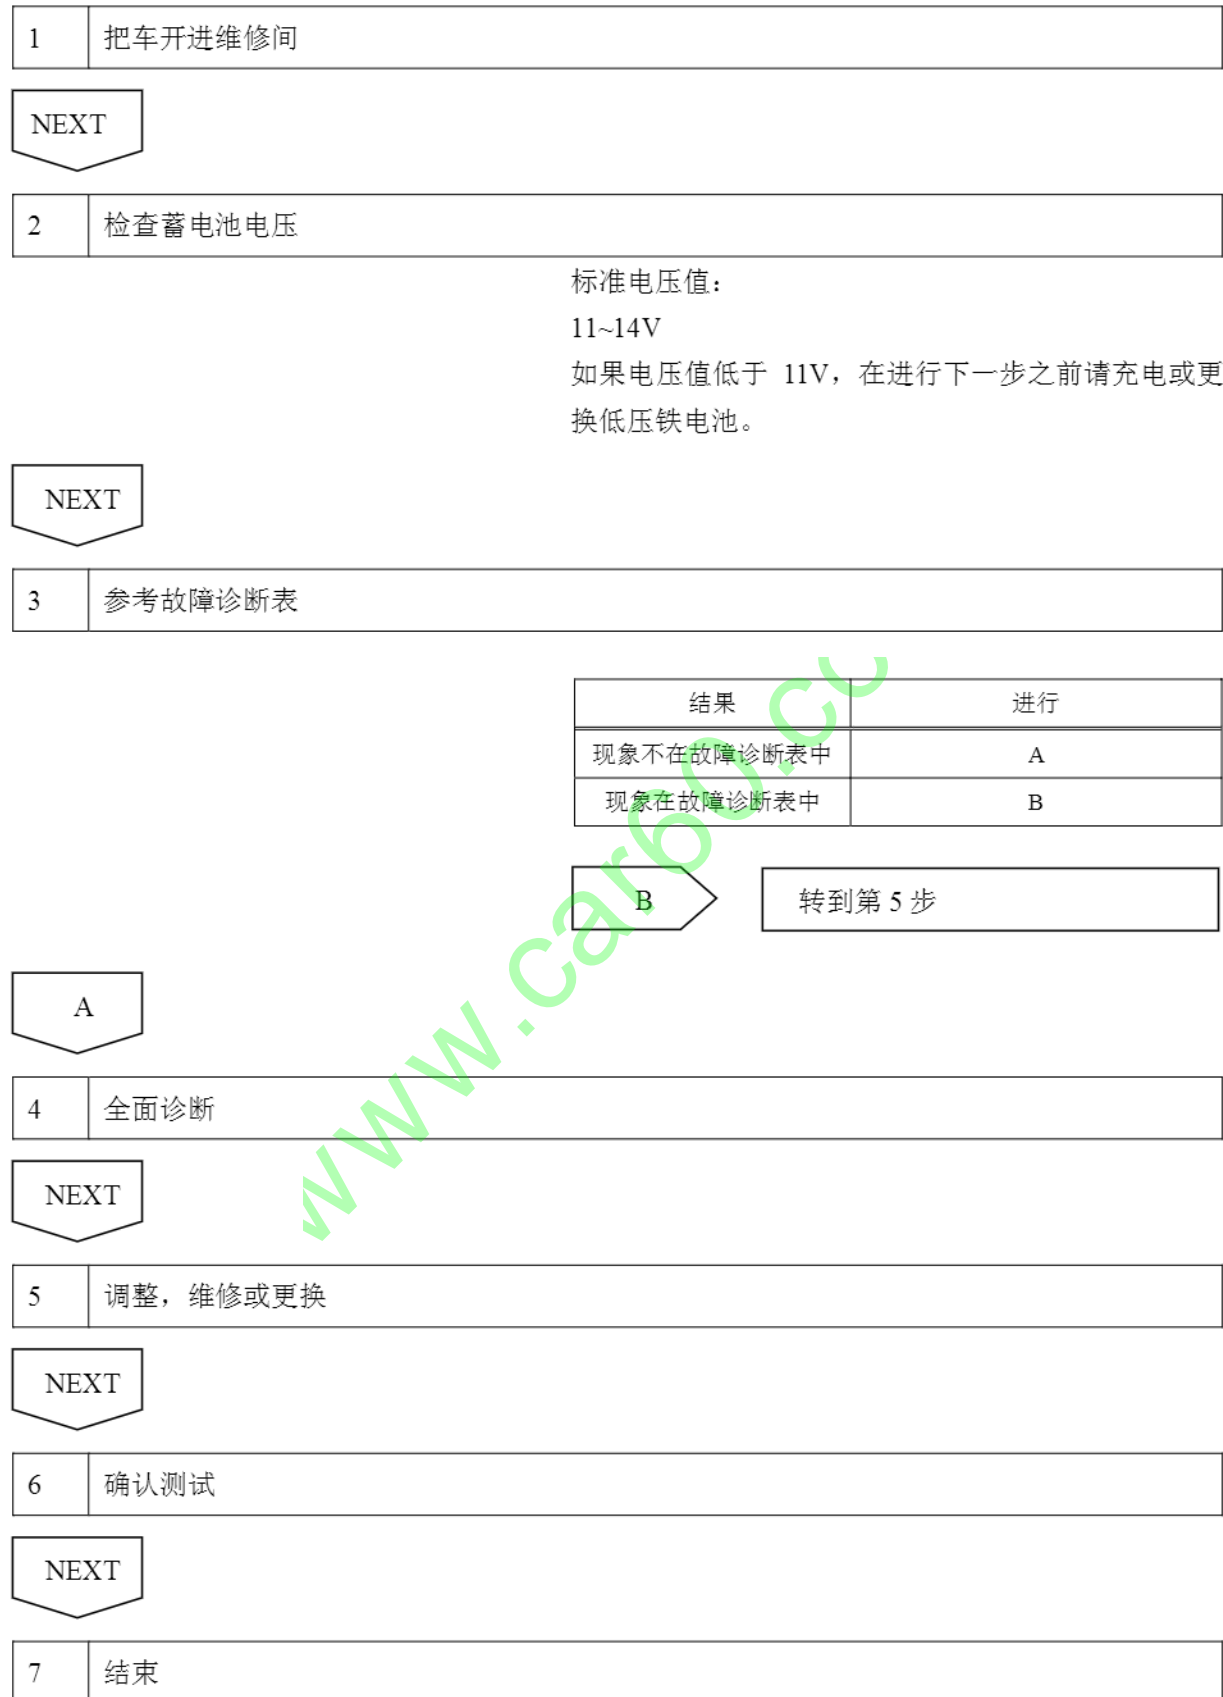 1 把车开进维修间
NEXT
2 检查蓄电池电压
标准电压值：
11~14V
如果电压值低于 11V，在进行下一步之前请充电或更
换低压铁电池。
NEXT
3 参考故障诊断表
结果 进行
现象不在故障诊断表中 A
现象在故障诊断表中 B
B 转到第 5 步
A
4 全面诊断
NEXT
5 调整，维修或更换
NEXT
6 确认测试
NEXT
7 结束
www.car60.co